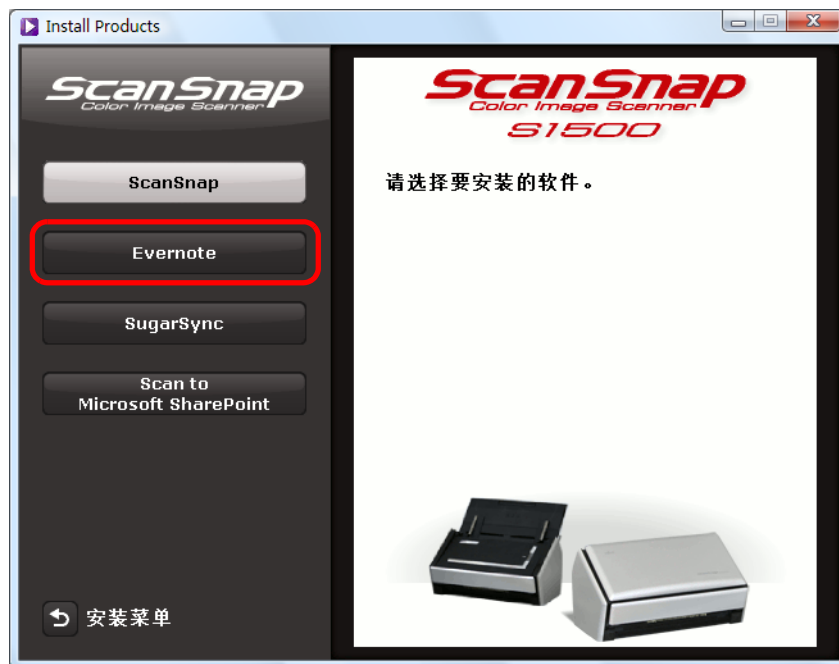 Install Products
ScanSnap
Color Image Scanner
ScanSnap
Evernote
SugarSync
Scan to
Microsoft SharePoint
安装菜单
ScanSnap
Color Image Scanner
S1500
请选择要安装的软件。